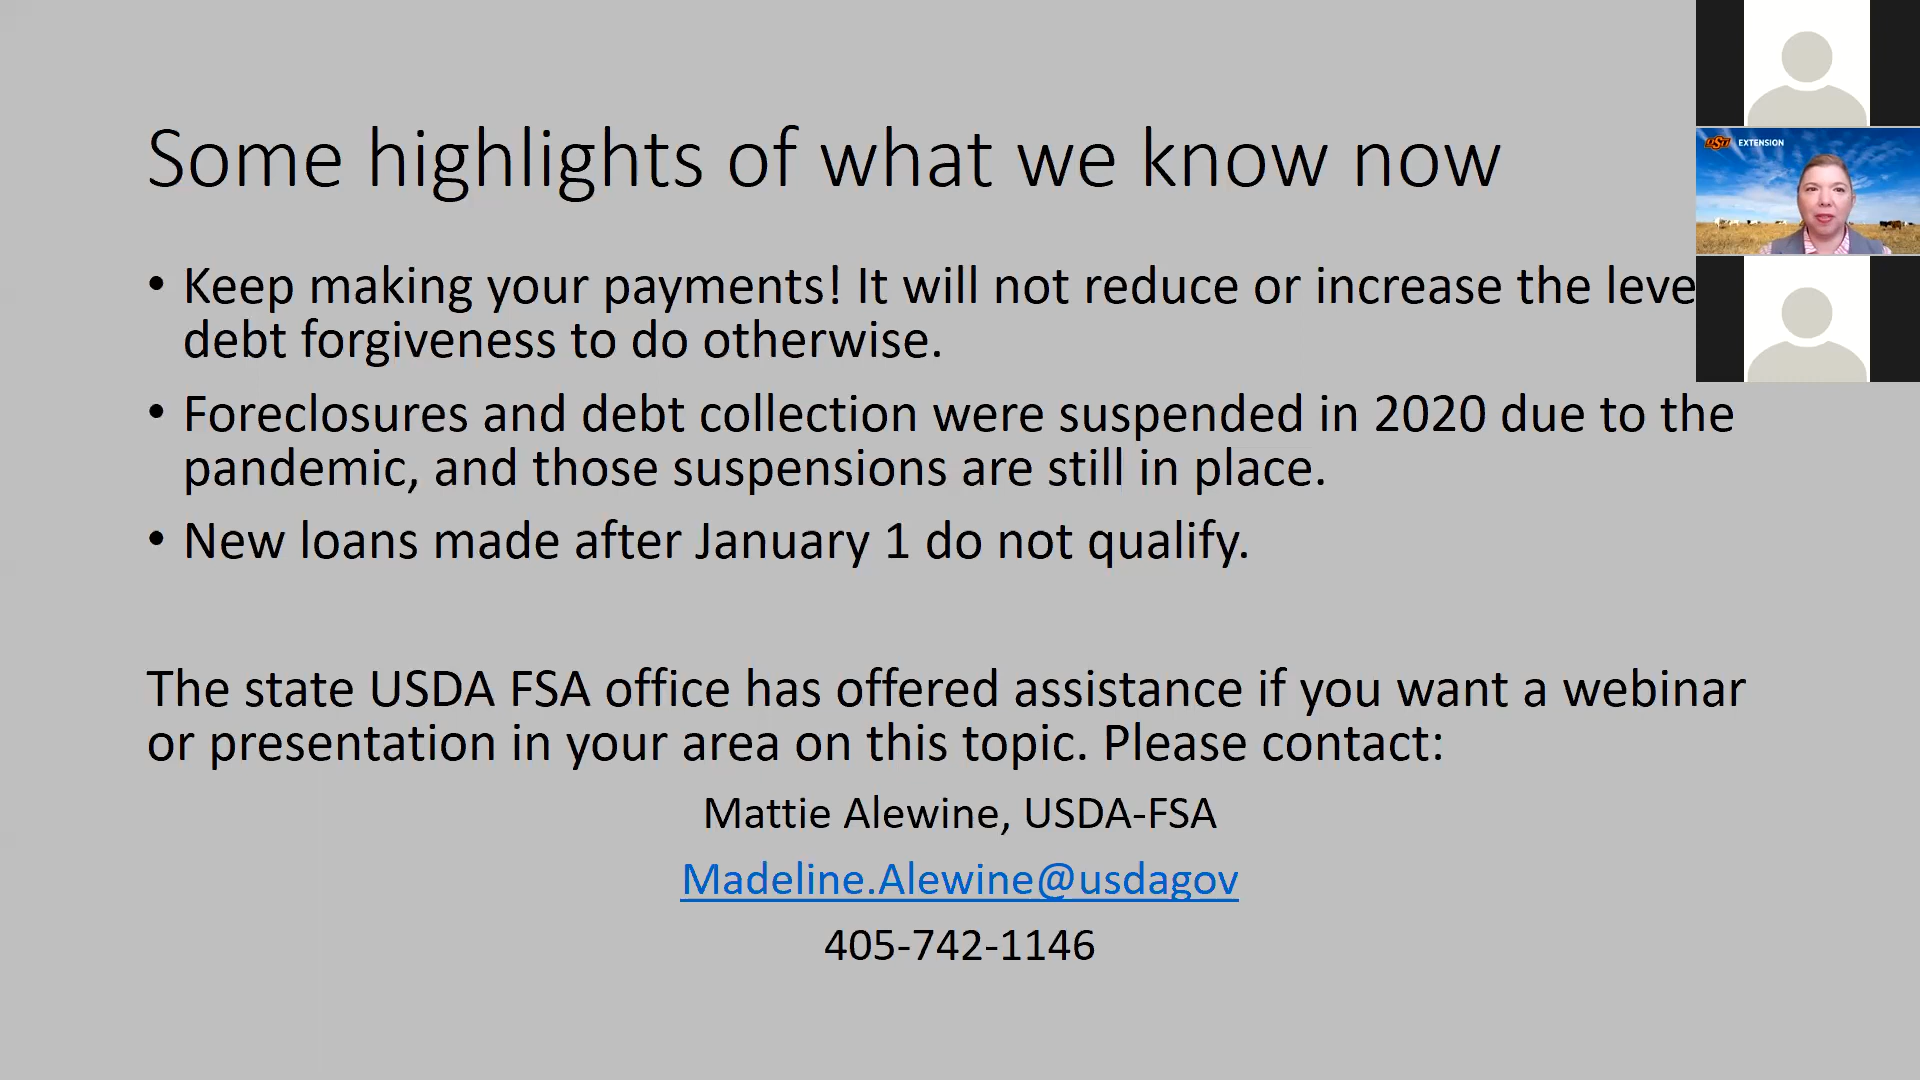 Some highlights of what we know now
OSU EXTENSION
• Keep making your payments! It will not reduce or increase the
debt forgiveness to do otherwise.
• Foreclosures and debt collection were suspended in 2020 due to the
pandemic, and those suspensions are still in place.
• New loans made after January 1 do not qualify.
The state USDA FSA office has offered assistance if you want a webinar
or presentation in your area on this topic. Please contact:
Mattie Alewine, USDA-FSA
Madeline.Alewine@usdagov
405-742-1146